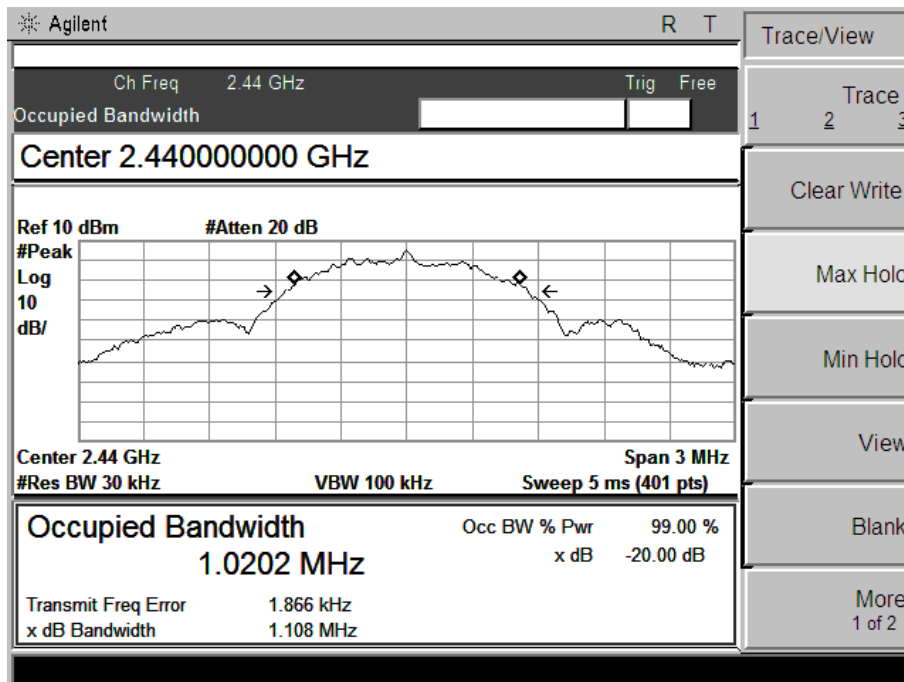 Agilent R T
Ch Freq 2.44 GHz Trig Free
Occupied Bandwidth
Center 2.440000000 GHz
Ref 10 dBm #Atten 20 dB
#Peak
Log
10
dB/
Center 2.44 GHz Span 3 MHz
#Res BW 30 kHz VBW 100 kHz Sweep 5 ms (401 pts)
Occupied Bandwidth Occ BW % Pwr 99.00 %
1.0202 MHz x dB -20.00 dB
Transmit Freq Error 1.866 kHz
x dB Bandwidth 1.108 MHz
Trace/View
Trace
1 2 3
Clear Write
Max Hold
Min Hold
View
Blank
More
1 of 2